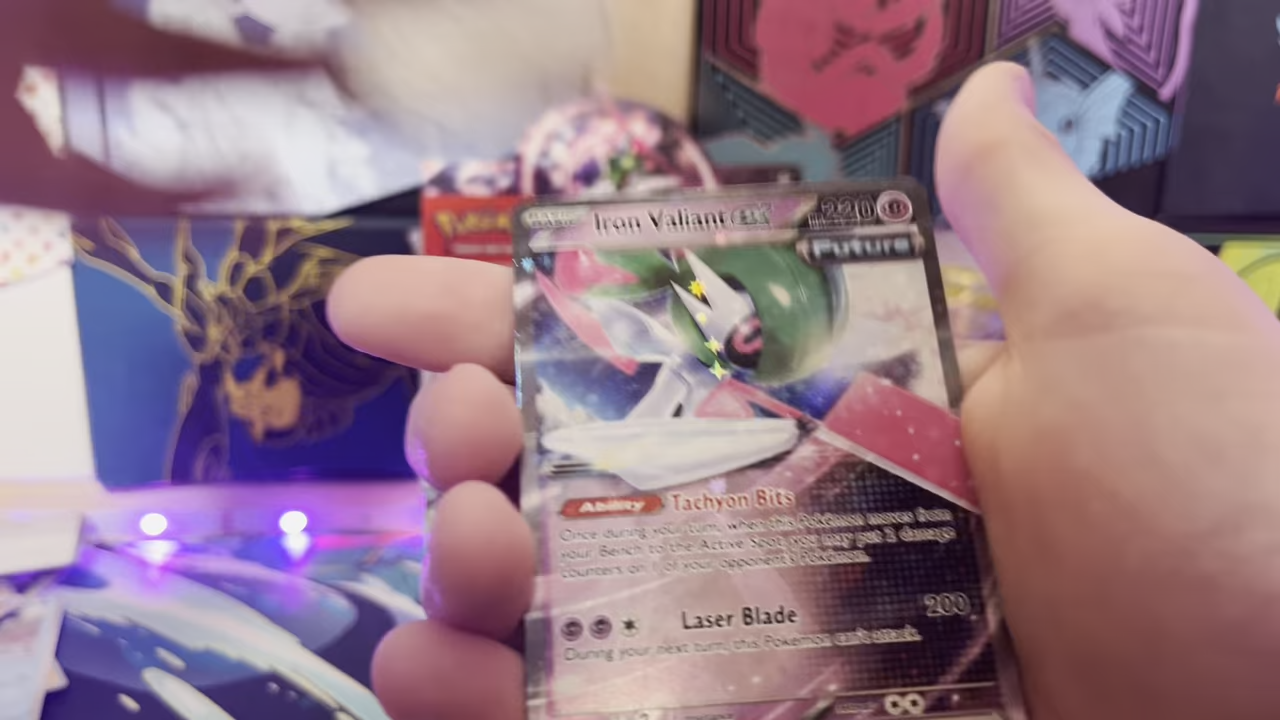 Pokémon
BASIC
Iron Valiant ex
220
Future
Ability Tachyon Bits
Once during your turn, when this Pokémon moves from
your Bench to the Active Spot, you may put 2 damage
counters on 1 of your opponent's Pokémon.
Laser Blade 200
During your next turn, this Pokémon can't attack.